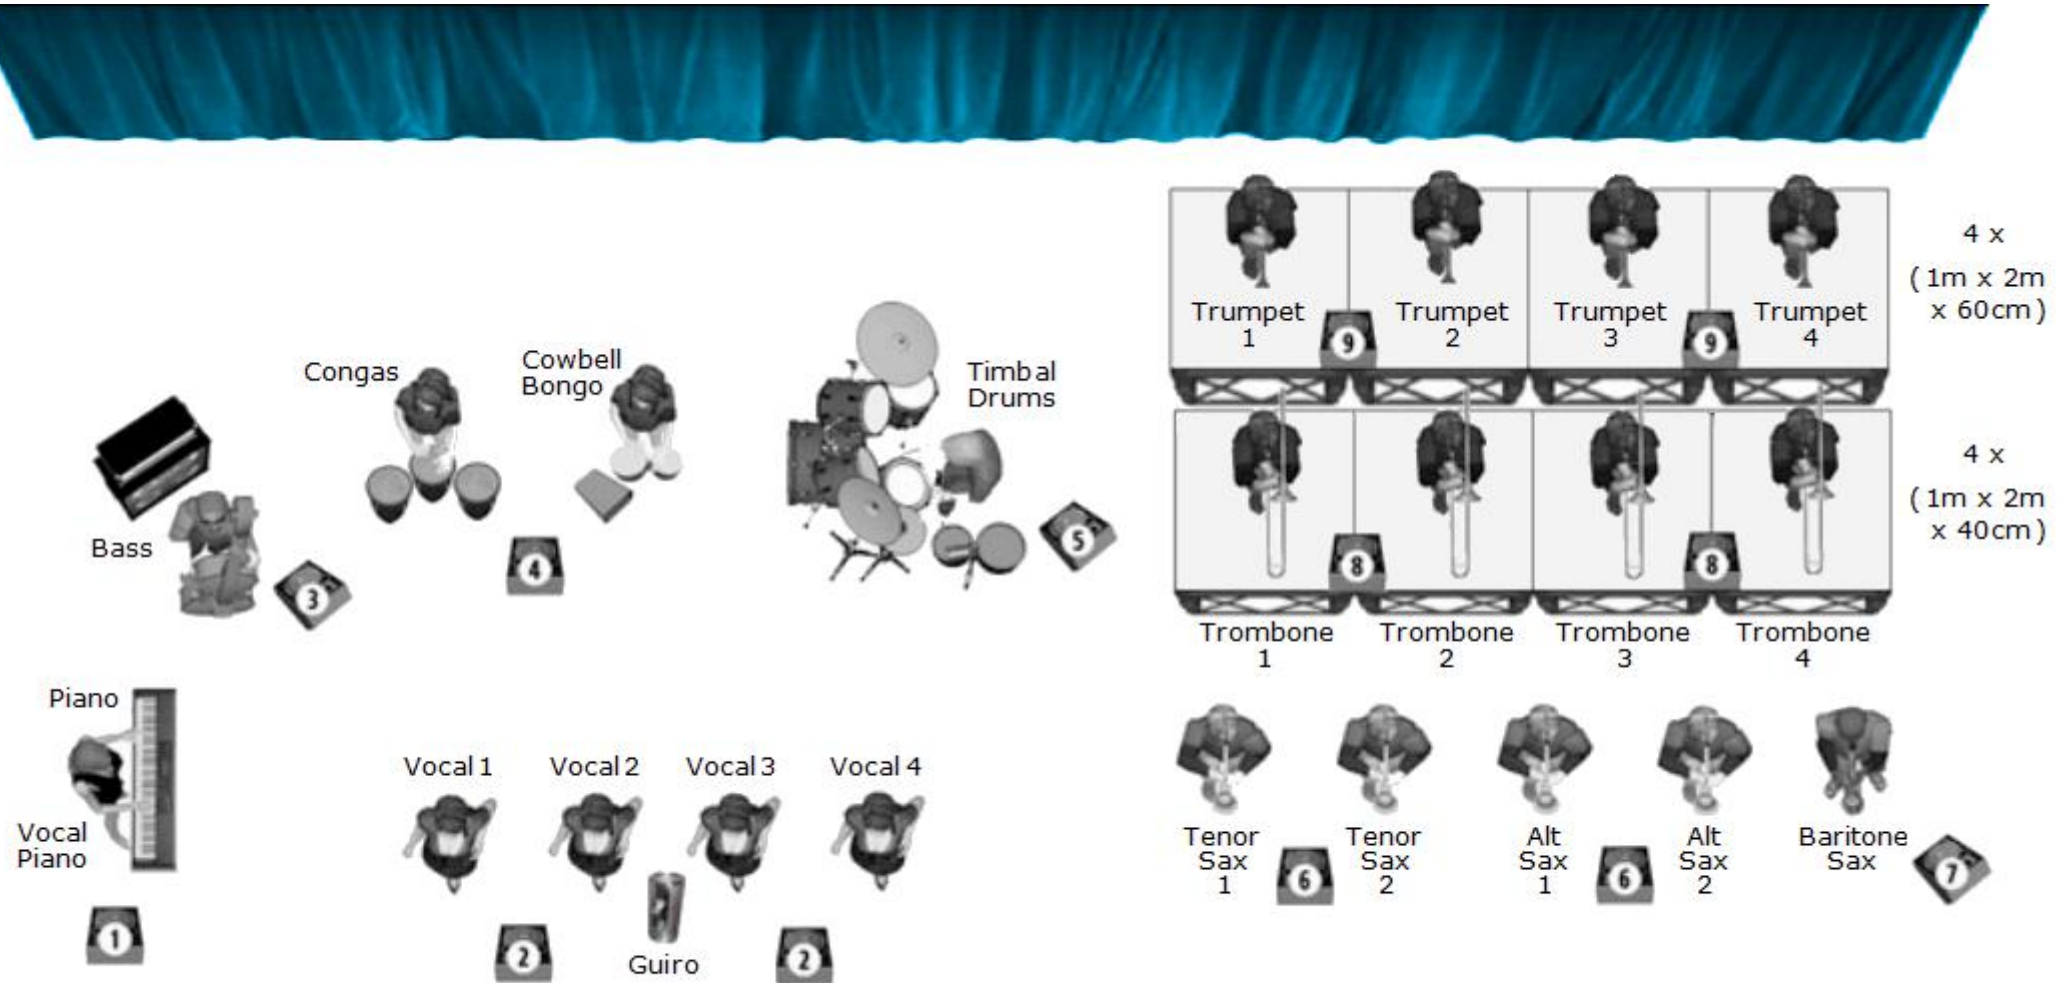 Trumpet
1
9
Trumpet
2
Trumpet
3
9
Trumpet
4
4 x
(1m x 2m
x 60cm)
Congas
Cowbell
Bongo
Timbal
Drums
Bass
3
4
5
8
8
4 x
(1m x 2m
x 40cm)
Trombone
1
Trombone
2
Trombone
3
Trombone
4
Piano
Vocal
Piano
1
Vocal 1
Vocal 2
Vocal 3
Vocal 4
2
Guiro
2
Tenor
Sax
1
6
Tenor
Sax
2
Alt
Sax
1
6
Alt
Sax
2
Baritone
Sax
7